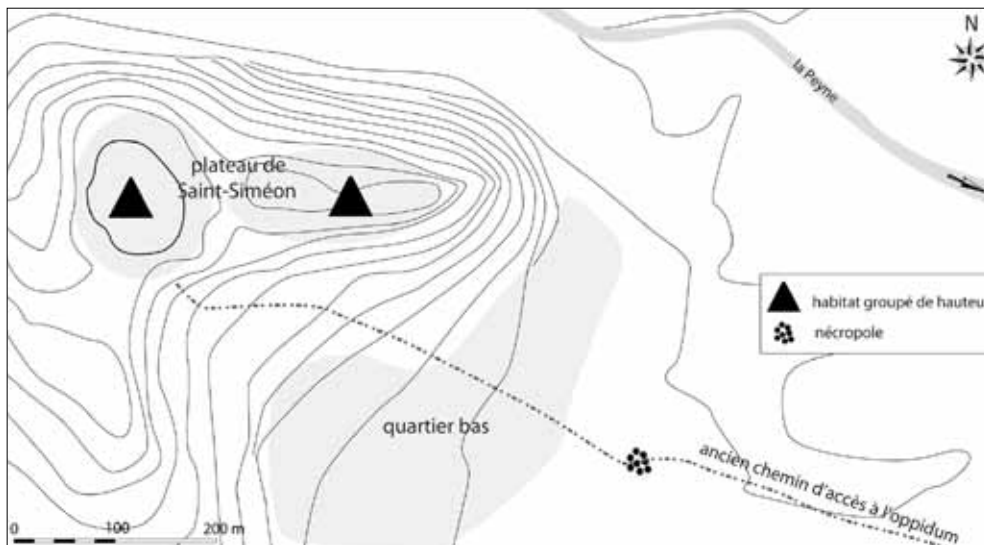 N
la Peyne
plateau de
Saint-Siméon
habitat groupé de hauteur
nécropole
quartier bas
ancien chemin d'accès à l'oppidum
0 100 200 m